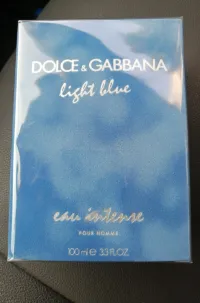 DOLCE & GABBANA
light blue
eau intense
POUR HOMME
100 ml e 3.3 FL.OZ.